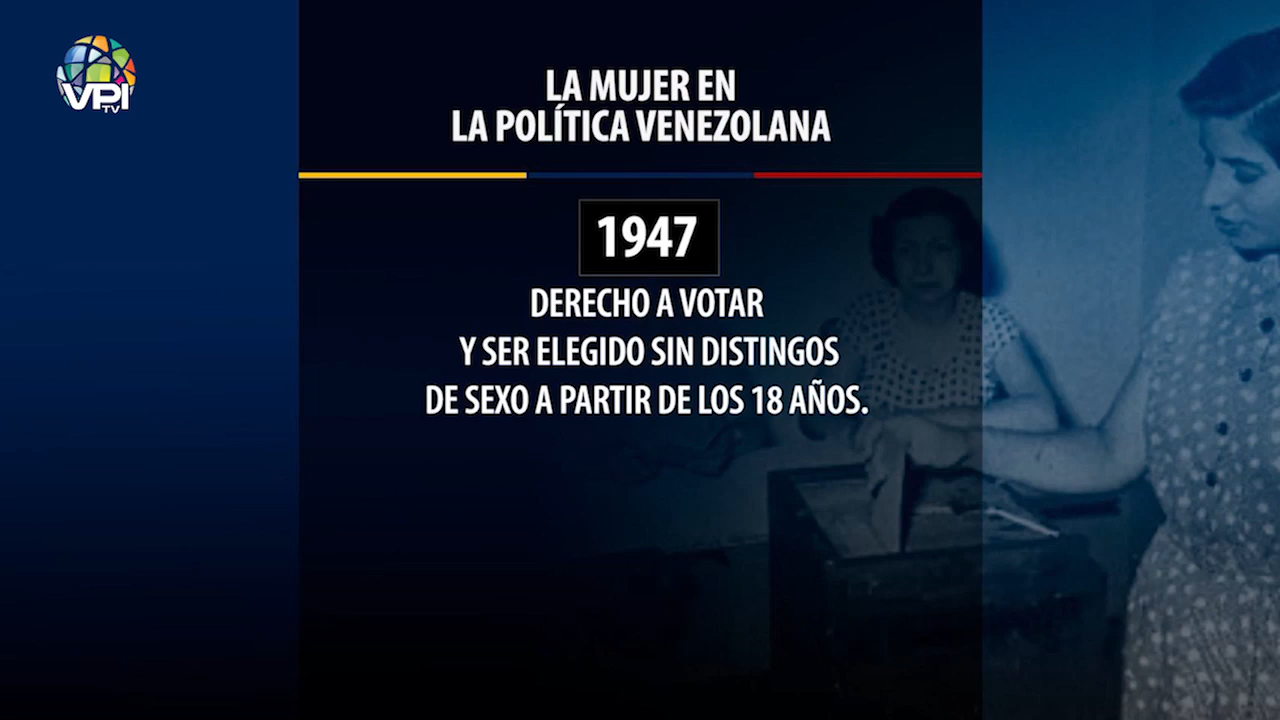 VPI
TV
LA MUJER EN
LA POLÍTICA VENEZOLANA
1947
DERECHO A VOTAR
Y SER ELEGIDO SIN DISTINGOS
DE SEXO A PARTIR DE LOS 18 AÑOS.